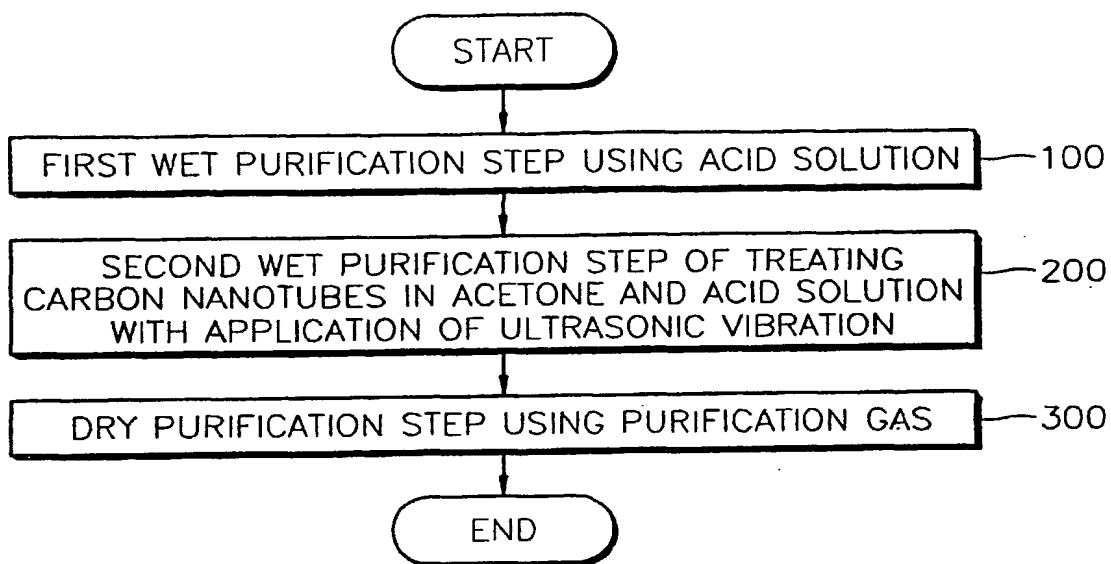 START
FIRST WET PURIFICATION STEP USING ACID SOLUTION
100
SECOND WET PURIFICATION STEP OF TREATING
CARBON NANOTUBES IN ACETONE AND ACID SOLUTION
WITH APPLICATION OF ULTRASONIC VIBRATION
200
DRY PURIFICATION STEP USING PURIFICATION GAS
300
END